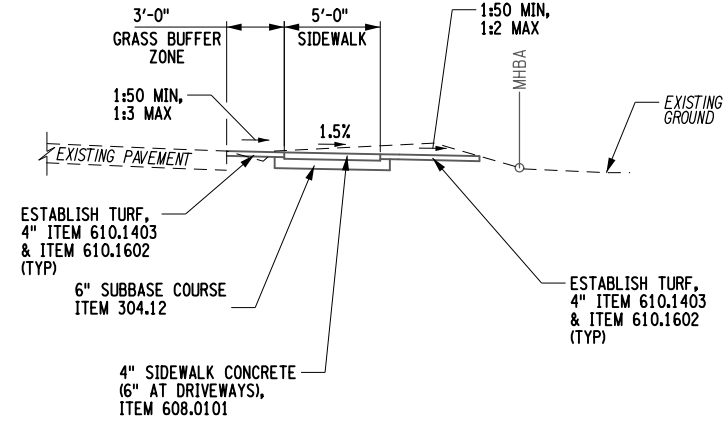 3'-0"
GRASS BUFFER
ZONE
5'-0"
SIDEWALK
1:50 MIN,
1:2 MAX
MHBA
1:50 MIN,
1:3 MAX
1.5%
EXISTING
GROUND
EXISTING PAVEMENT
ESTABLISH TURF,
4" ITEM 610.1403
& ITEM 610.1602
(TYP)
6" SUBBASE COURSE
ITEM 304.12
ESTABLISH TURF,
4" ITEM 610.1403
& ITEM 610.1602
(TYP)
4" SIDEWALK CONCRETE
(6" AT DRIVEWAYS),
ITEM 608.0101